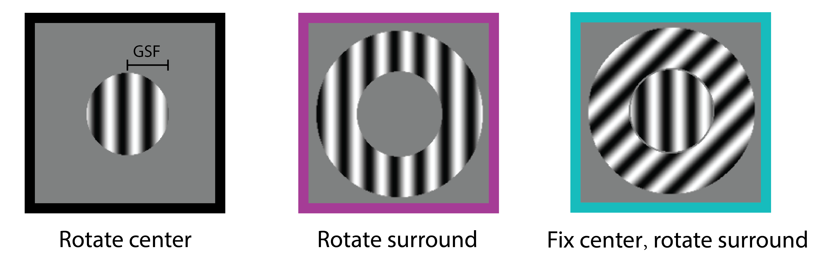 GSF
Rotate center
Rotate surround
Fix center, rotate surround